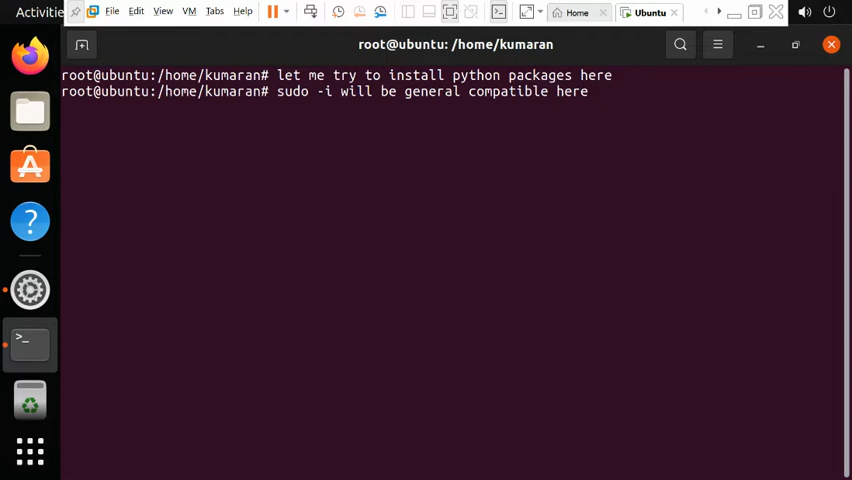 Activities File Edit View VM Tabs Help Home Ubuntu
root@ubuntu: /home/kumaran
root@ubuntu:/home/kumaran# let me try to install python packages here
root@ubuntu:/home/kumaran# sudo -i will be general compatible here